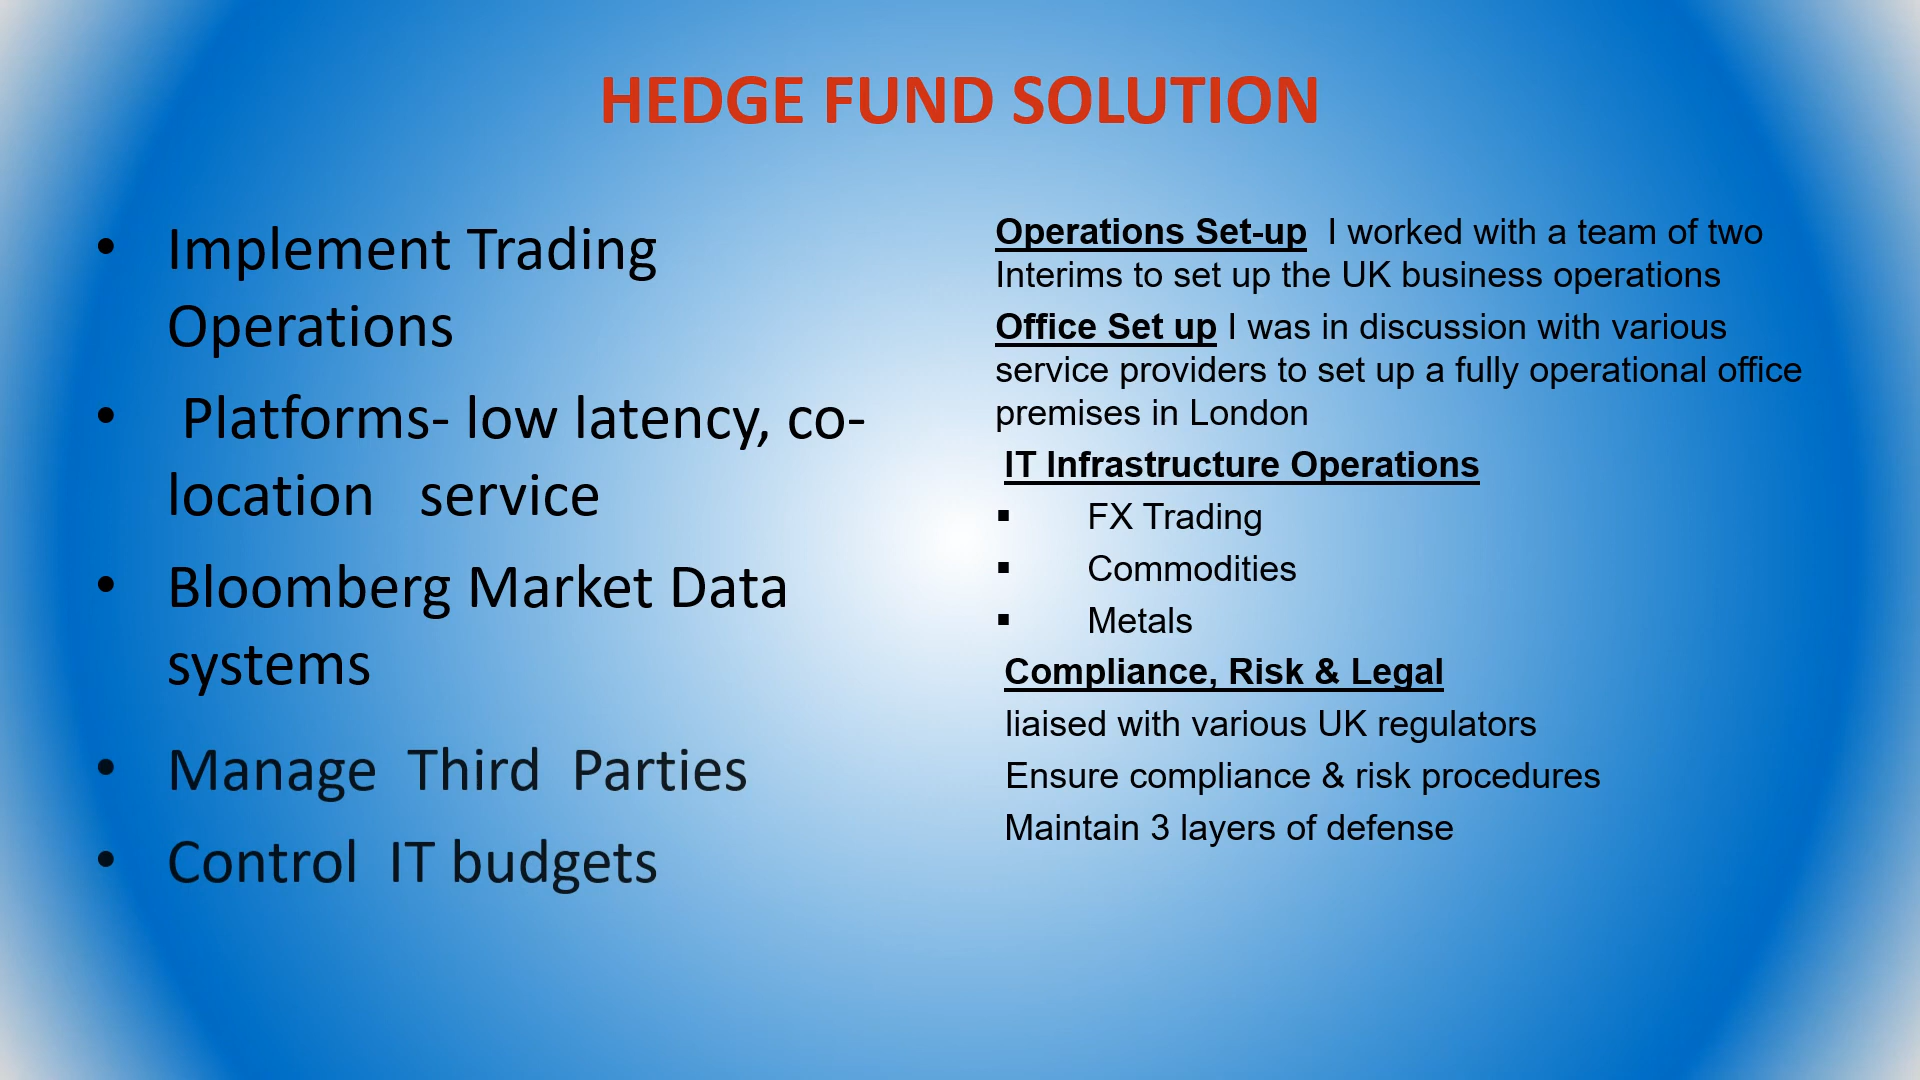 HEDGE FUND SOLUTION
• Implement Trading
Operations
• Platforms- low latency, co-
location service
• Bloomberg Market Data
systems
• Manage Third Parties
• Control IT budgets
Operations Set-up I worked with a team of two
Interims to set up the UK business operations
Office Set up I was in discussion with various
service providers to set up a fully operational office
premises in London
IT Infrastructure Operations
▪ FX Trading
▪ Commodities
▪ Metals
Compliance, Risk & Legal
liaised with various UK regulators
Ensure compliance & risk procedures
Maintain 3 layers of defense